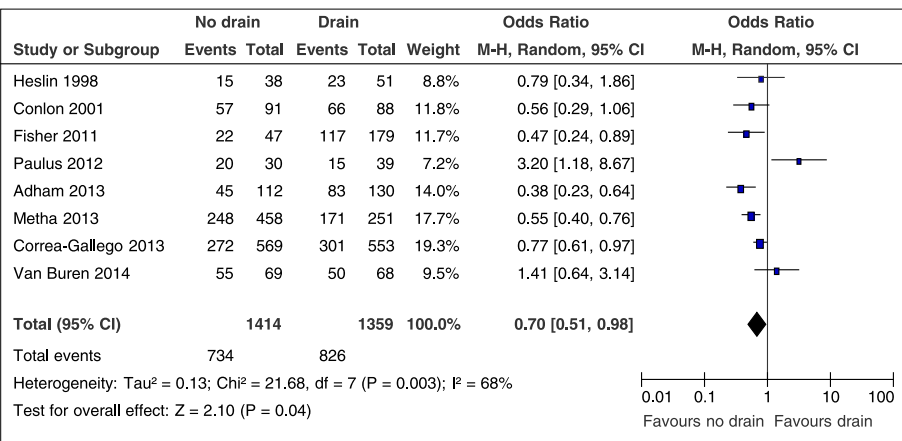 No drain Drain Odds Ratio Odds Ratio
Study or Subgroup Events Total Events Total Weight M-H, Random, 95% CI M-H, Random, 95% CI
Heslin 1998 15 38 23 51 8.8% 0.79 [0.34, 1.86]
Conlon 2001 57 91 66 88 11.8% 0.56 [0.29, 1.06]
Fisher 2011 22 47 117 179 11.7% 0.47 [0.24, 0.89]
Paulus 2012 20 30 15 39 7.2% 3.20 [1.18, 8.67]
Adham 2013 45 112 83 130 14.0% 0.38 [0.23, 0.64]
Metha 2013 248 458 171 251 17.7% 0.55 [0.40, 0.76]
Correa-Gallego 2013 272 569 301 553 19.3% 0.77 [0.61, 0.97]
Van Buren 2014 55 69 50 68 9.5% 1.41 [0.64, 3.14]
Total (95% CI) 1414 1359 100.0% 0.70 [0.51, 0.98]
Total events 734 826
Heterogeneity: Tau² = 0.13; Chi² = 21.68, df = 7 (P = 0.003); I² = 68%
Test for overall effect: Z = 2.10 (P = 0.04)
0.01 0.1 1 10 100
Favours no drain Favours drain